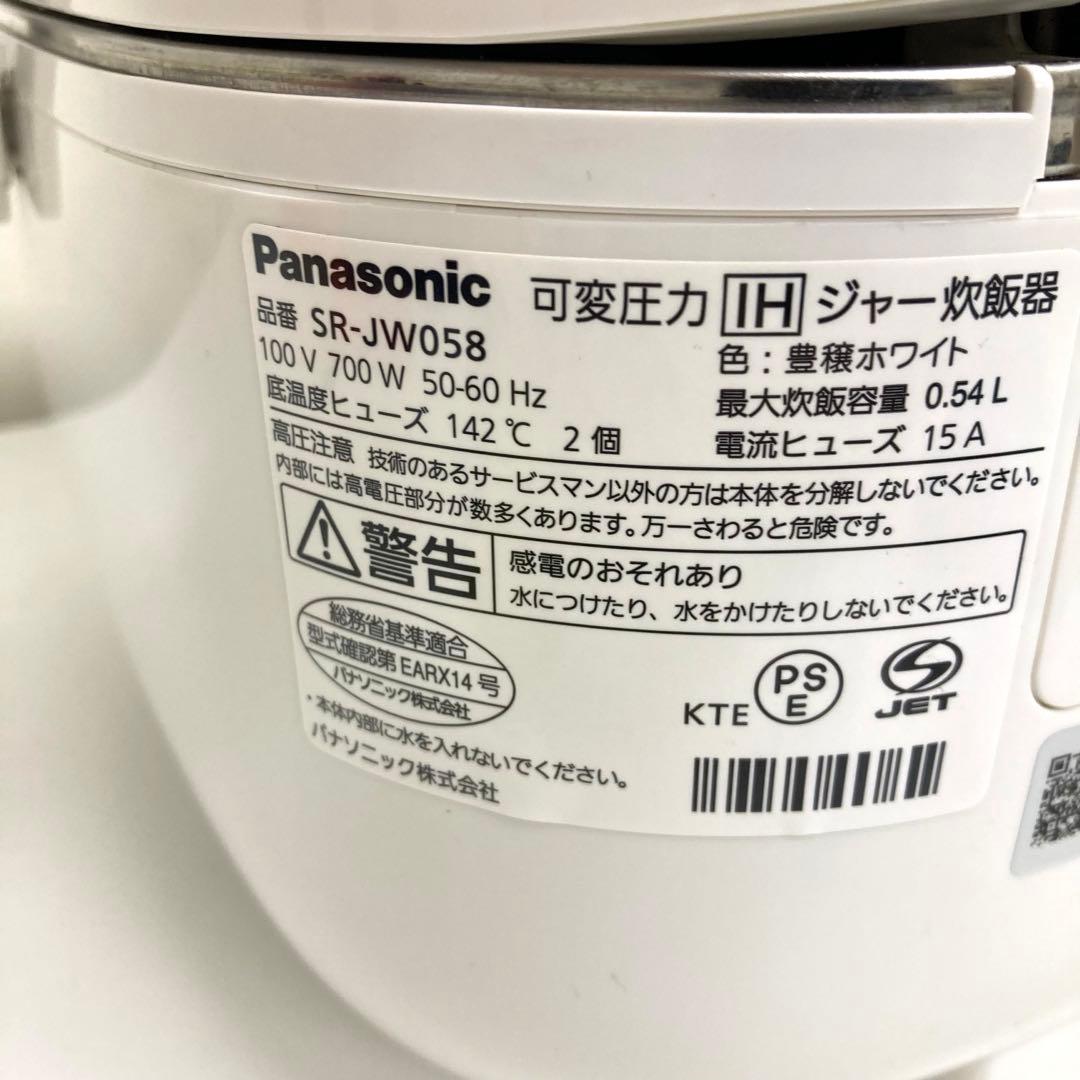 Panasonic 可変圧力 IH ジャー炊飯器
品番 SR-JW058 色：豊穣ホワイト
100 V 700 W 50-60 Hz 最大炊飯容量 0.54 L
底温度ヒューズ 142 ℃ 2 個 電流ヒューズ 15 A
高圧注意 技術のあるサービスマン以外の方は本体を分解しないでください。
内部には高電圧部分が数多くあります。万一さわると危険です。
警告 感電のおそれあり
水につけたり、水をかけたりしないでください。
総務省基準適合
型式確認第 EARX14 号
パナソニック株式会社
KTE PSE JET
・本体内部に水を入れないでください。
パナソニック株式会社